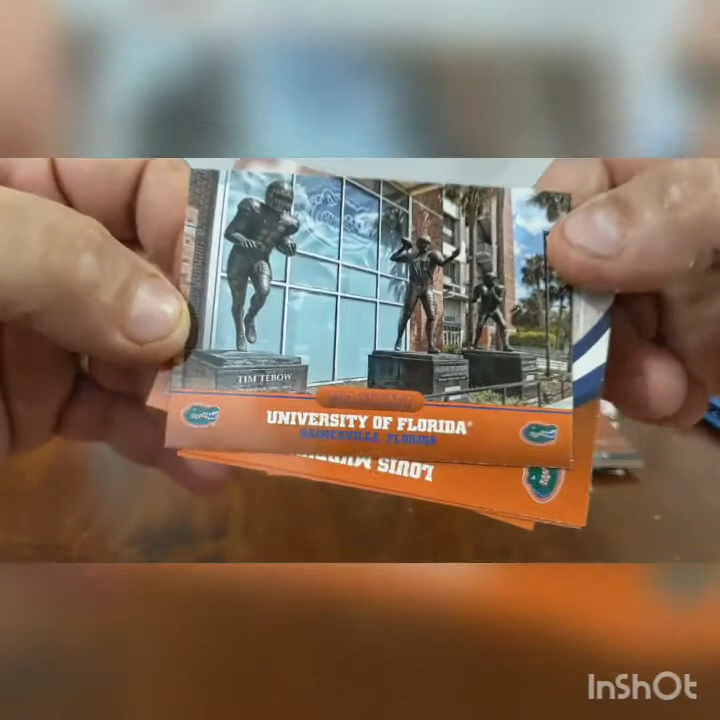 TIM TEBOW
UNIVERSITY OF FLORIDA®
GAINESVILLE, FLORIDA
LOUIS
InShOt